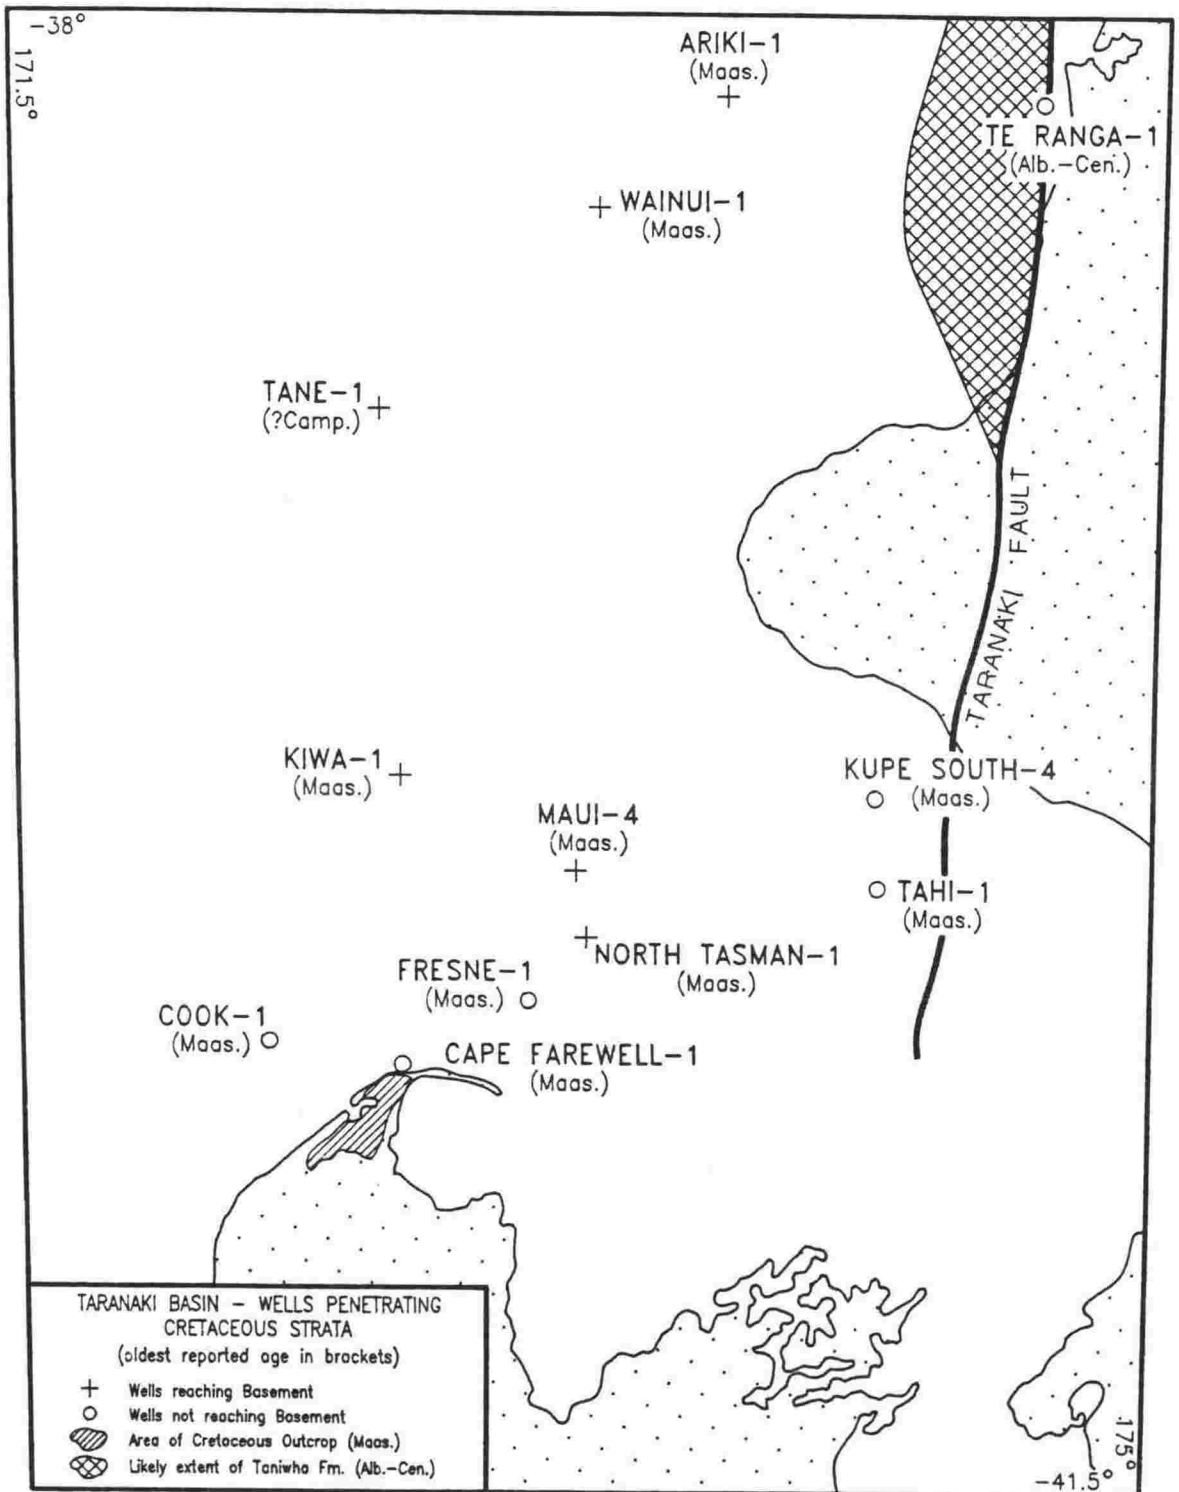 -38°
171.5°
ARIKI-1
(Maas.)
TE RANGA-1
(Alb.-Cen.)
WAINUI-1
(Maas.)
TANE-1
(?Camp.)
TARANAKI FAULT
KIWA-1
(Maas.)
KUPE SOUTH-4
(Maas.)
MAUI-4
(Maas.)
TAHI-1
(Maas.)
NORTH TASMAN-1
(Maas.)
FRESNE-1
(Maas.)
COOK-1
(Maas.)
CAPE FAREWELL-1
(Maas.)
TARANAKI BASIN - WELLS PENETRATING
CRETACEOUS STRATA
(oldest reported age in brackets)
+ Wells reaching Basement
O Wells not reaching Basement
Area of Cretaceous Outcrop (Maas.)
Likely extent of Taniwha Fm. (Alb.-Cen.)
175°
-41.5°